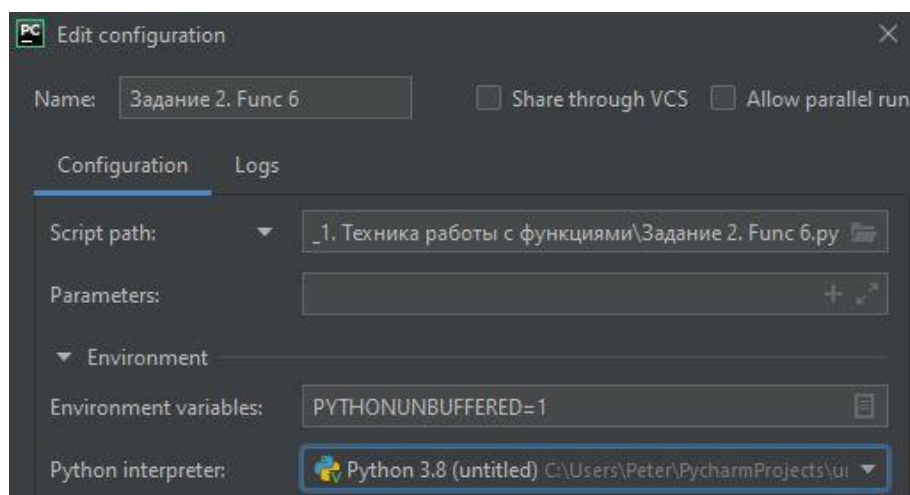 PC Edit configuration
Name: Задание 2. Func 6 Share through VCS Allow parallel run
Configuration Logs
Script path: _1. Техника работы с функциями\Задание 2. Func 6.py
Parameters:
Environment
Environment variables: PYTHONUNBUFFERED=1
Python interpreter: Python 3.8 (untitled) C:\Users\Peter\PycharmProjects\